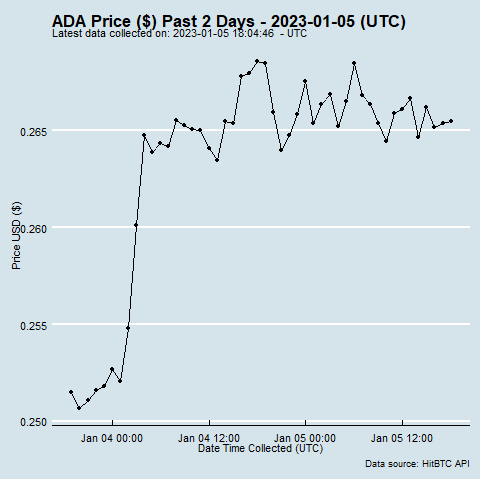 ADA Price ($) Past 2 Days - 2023-01-05 (UTC)
Latest data collected on: 2023-01-05 18:04:46  - UTC
Price USD ($)
0.265
0.260
0.255
0.250
Jan 04 00:00 Jan 04 12:00 Jan 05 00:00 Jan 05 12:00
Date Time Collected (UTC)
Data source: HitBTC API